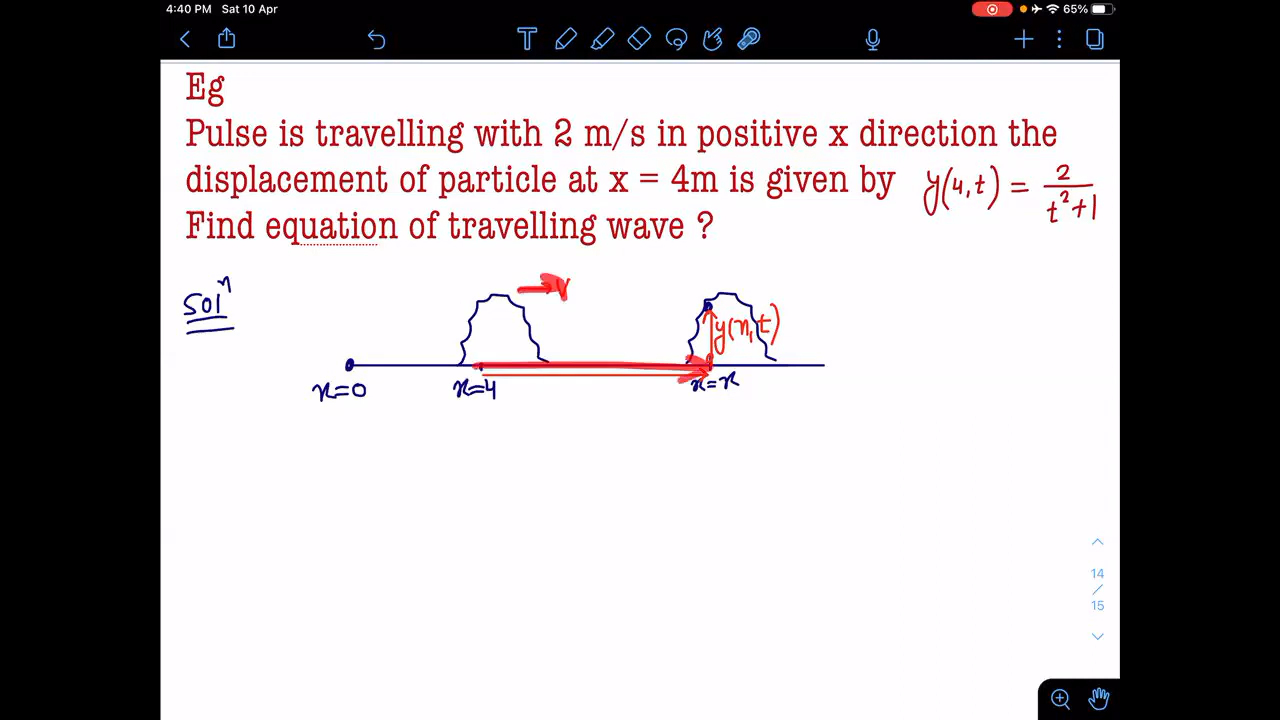 4:40 PM Sat 10 Apr 65%
Eg
Pulse is travelling with 2 m/s in positive x direction the
displacement of particle at x = 4m is given by y(4,t) = 2/(t²+1)
Find equation of travelling wave ?
Solⁿ
V
y(x,t)
x=0 x=4 x=x
14
/
15